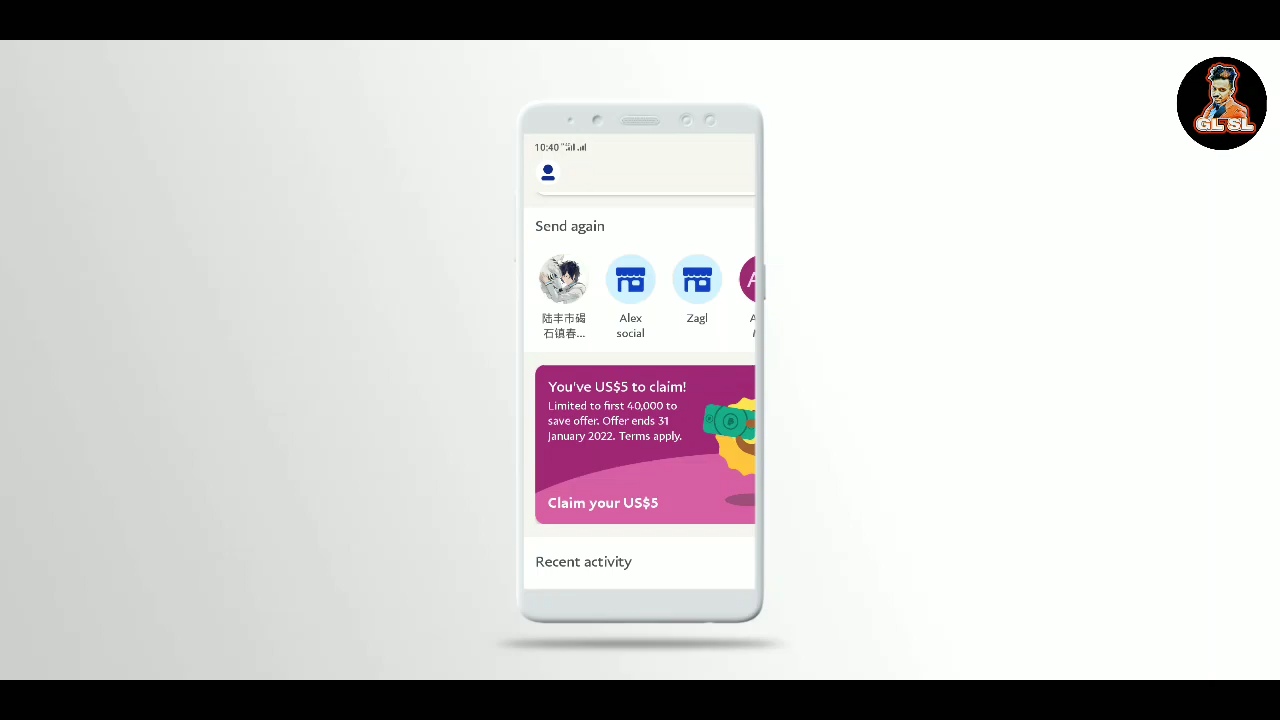 GL SL
10:40
Send again
陆丰市碣
石镇春...
Alex
social
Zagl
A
You've US$5 to claim!
Limited to first 40,000 to
save offer. Offer ends 31
January 2022. Terms apply.
Claim your US$5
Recent activity